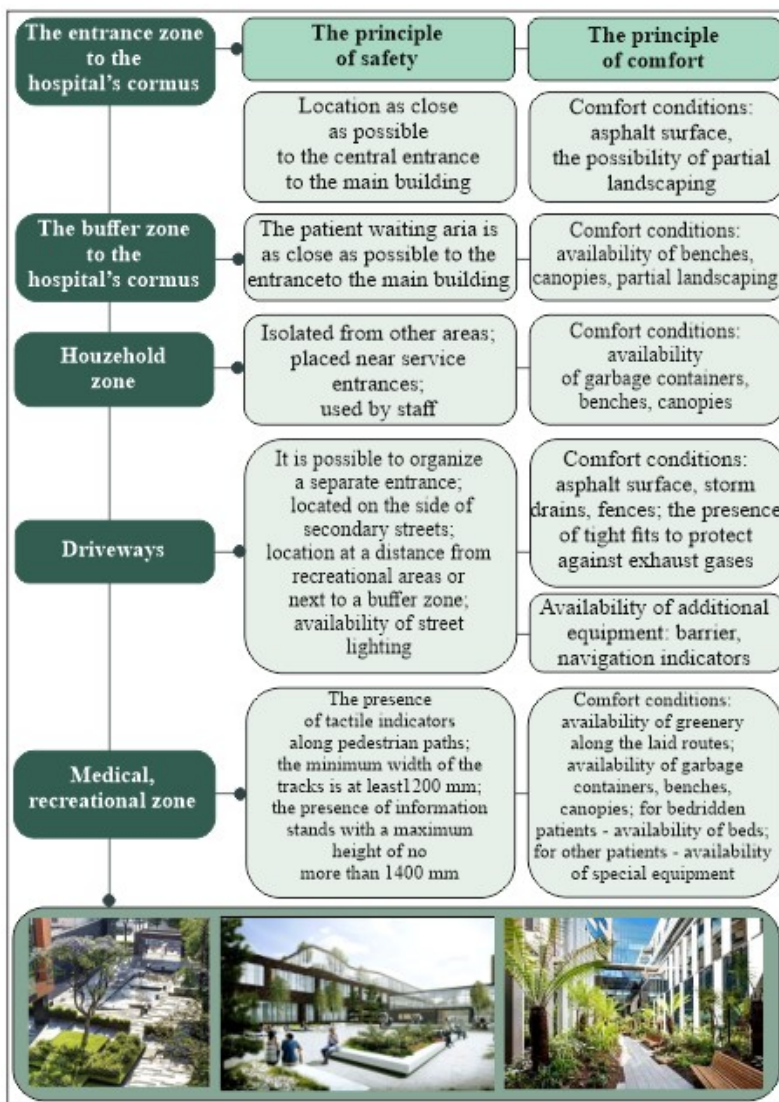 The entrance zone
to the
hospital's cormus
The principle
of safety
The principle
of comfort
Location as close
as possible
to the central entrance
to the main building
Comfort conditions:
asphalt surface,
the possibility of partial
landscaping
The buffer zone
to the
hospital's cormus
The patient waiting aria is
as close as possible to the
entranceto the main building
Comfort conditions:
availability of benches,
canopies, partial landscaping
Houzehold
zone
Isolated from other areas;
placed near service
entrances;
used by staff
Comfort conditions:
availability
of garbage containers,
benches, canopies
Driveways
It is possible to organize
a separate entrance;
located on the side of
secondary streets;
location at a distance from
recreational areas or
next to a buffer zone;
availability of street
lighting
Comfort conditions:
asphalt surface, storm
drains, fences; the presence
of tight fits to protect
against exhaust gases
Availability of additional
equipment: barrier,
navigation indicators
Medical,
recreational zone
The presence
of tactile indicators
along pedestrian paths;
the minimum width of the
tracks is at least1200 mm;
the presence of information
stands with a maximum
height of no
more than 1400 mm
Comfort conditions:
availability of greenery
along the laid routes;
availability of garbage
containers, benches,
canopies; for bedridden
patients - availability of beds;
for other patients - availability
of special equipment